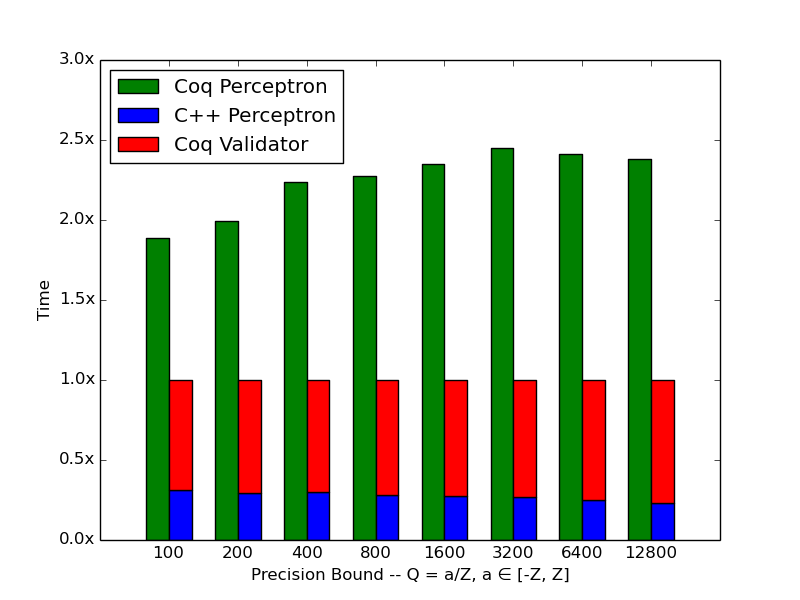 3.0x
2.5x
2.0x
1.5x
1.0x
0.5x
0.0x
Time
Coq Perceptron
C++ Perceptron
Coq Validator
100 200 400 800 1600 3200 6400 12800
Precision Bound -- Q = a/Z, a ∈ [-Z, Z]